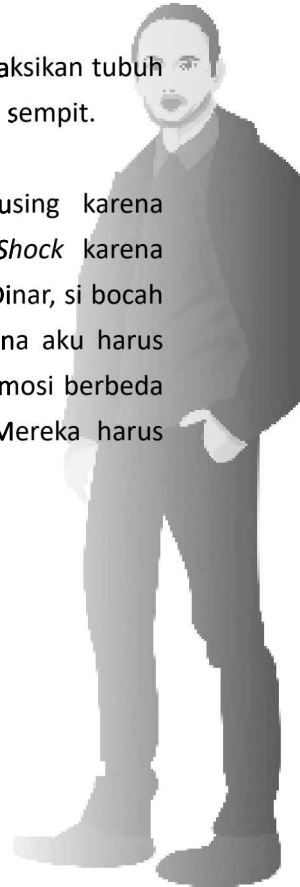 aksikan tubuh
sempit.
using karena
Shock karena
Dinar, si bocah
na aku harus
mosi berbeda
Mereka harus